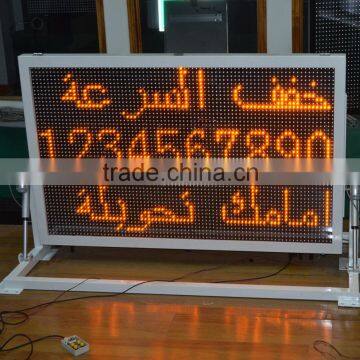 خفف السرعة
1234567890
trade.china.cn
امامك تحويلة